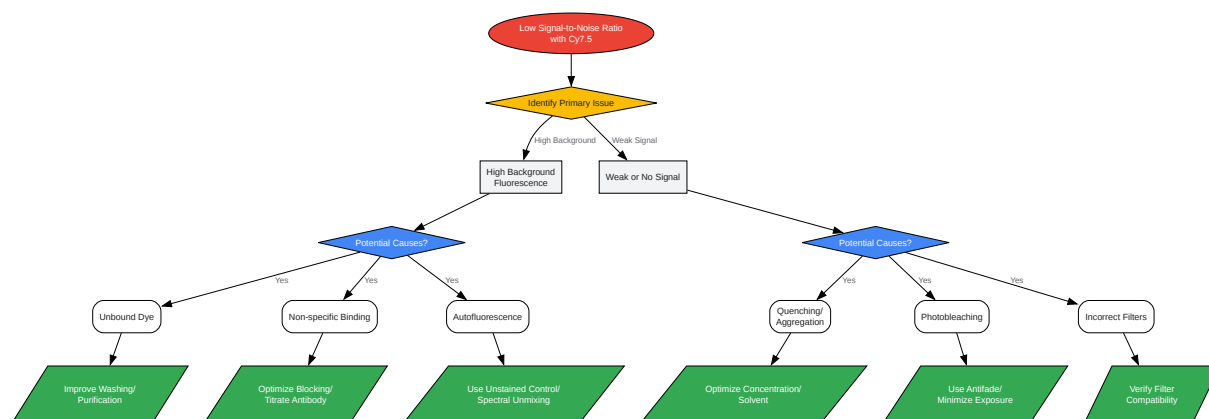 Low Signal-to-Noise Ratio
with Cy7.5
Identify Primary Issue
High Background
Weak Signal
High Background
Fluorescence
Weak or No Signal
Potential Causes?
Potential Causes?
Yes
Yes
Yes
Yes
Yes
Yes
Unbound Dye
Non-specific Binding
Autofluorescence
Quenching/
Aggregation
Photobleaching
Incorrect Filters
Improve Washing/
Purification
Optimize Blocking/
Titrate Antibody
Use Unstained Control/
Spectral Unmixing
Optimize Concentration/
Solvent
Use Antifade/
Minimize Exposure
Verify Filter
Compatibility